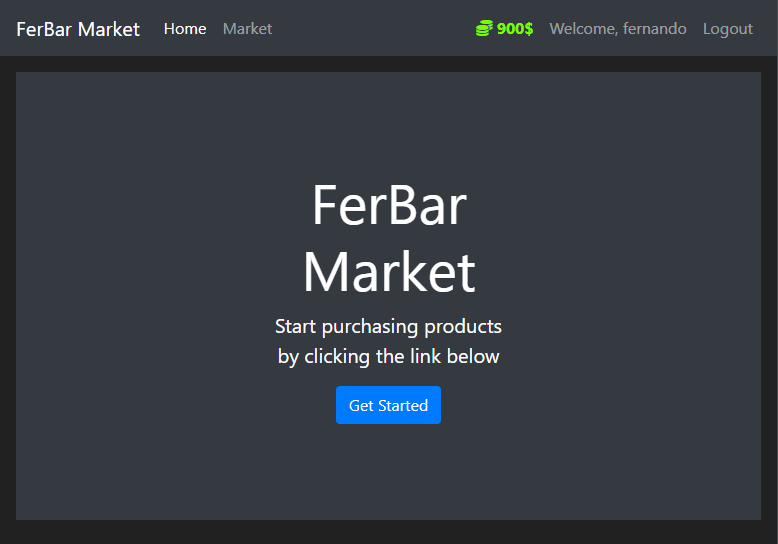 FerBar Market Home Market 900$ Welcome, fernando Logout
FerBar
Market
Start purchasing products
by clicking the link below
Get Started